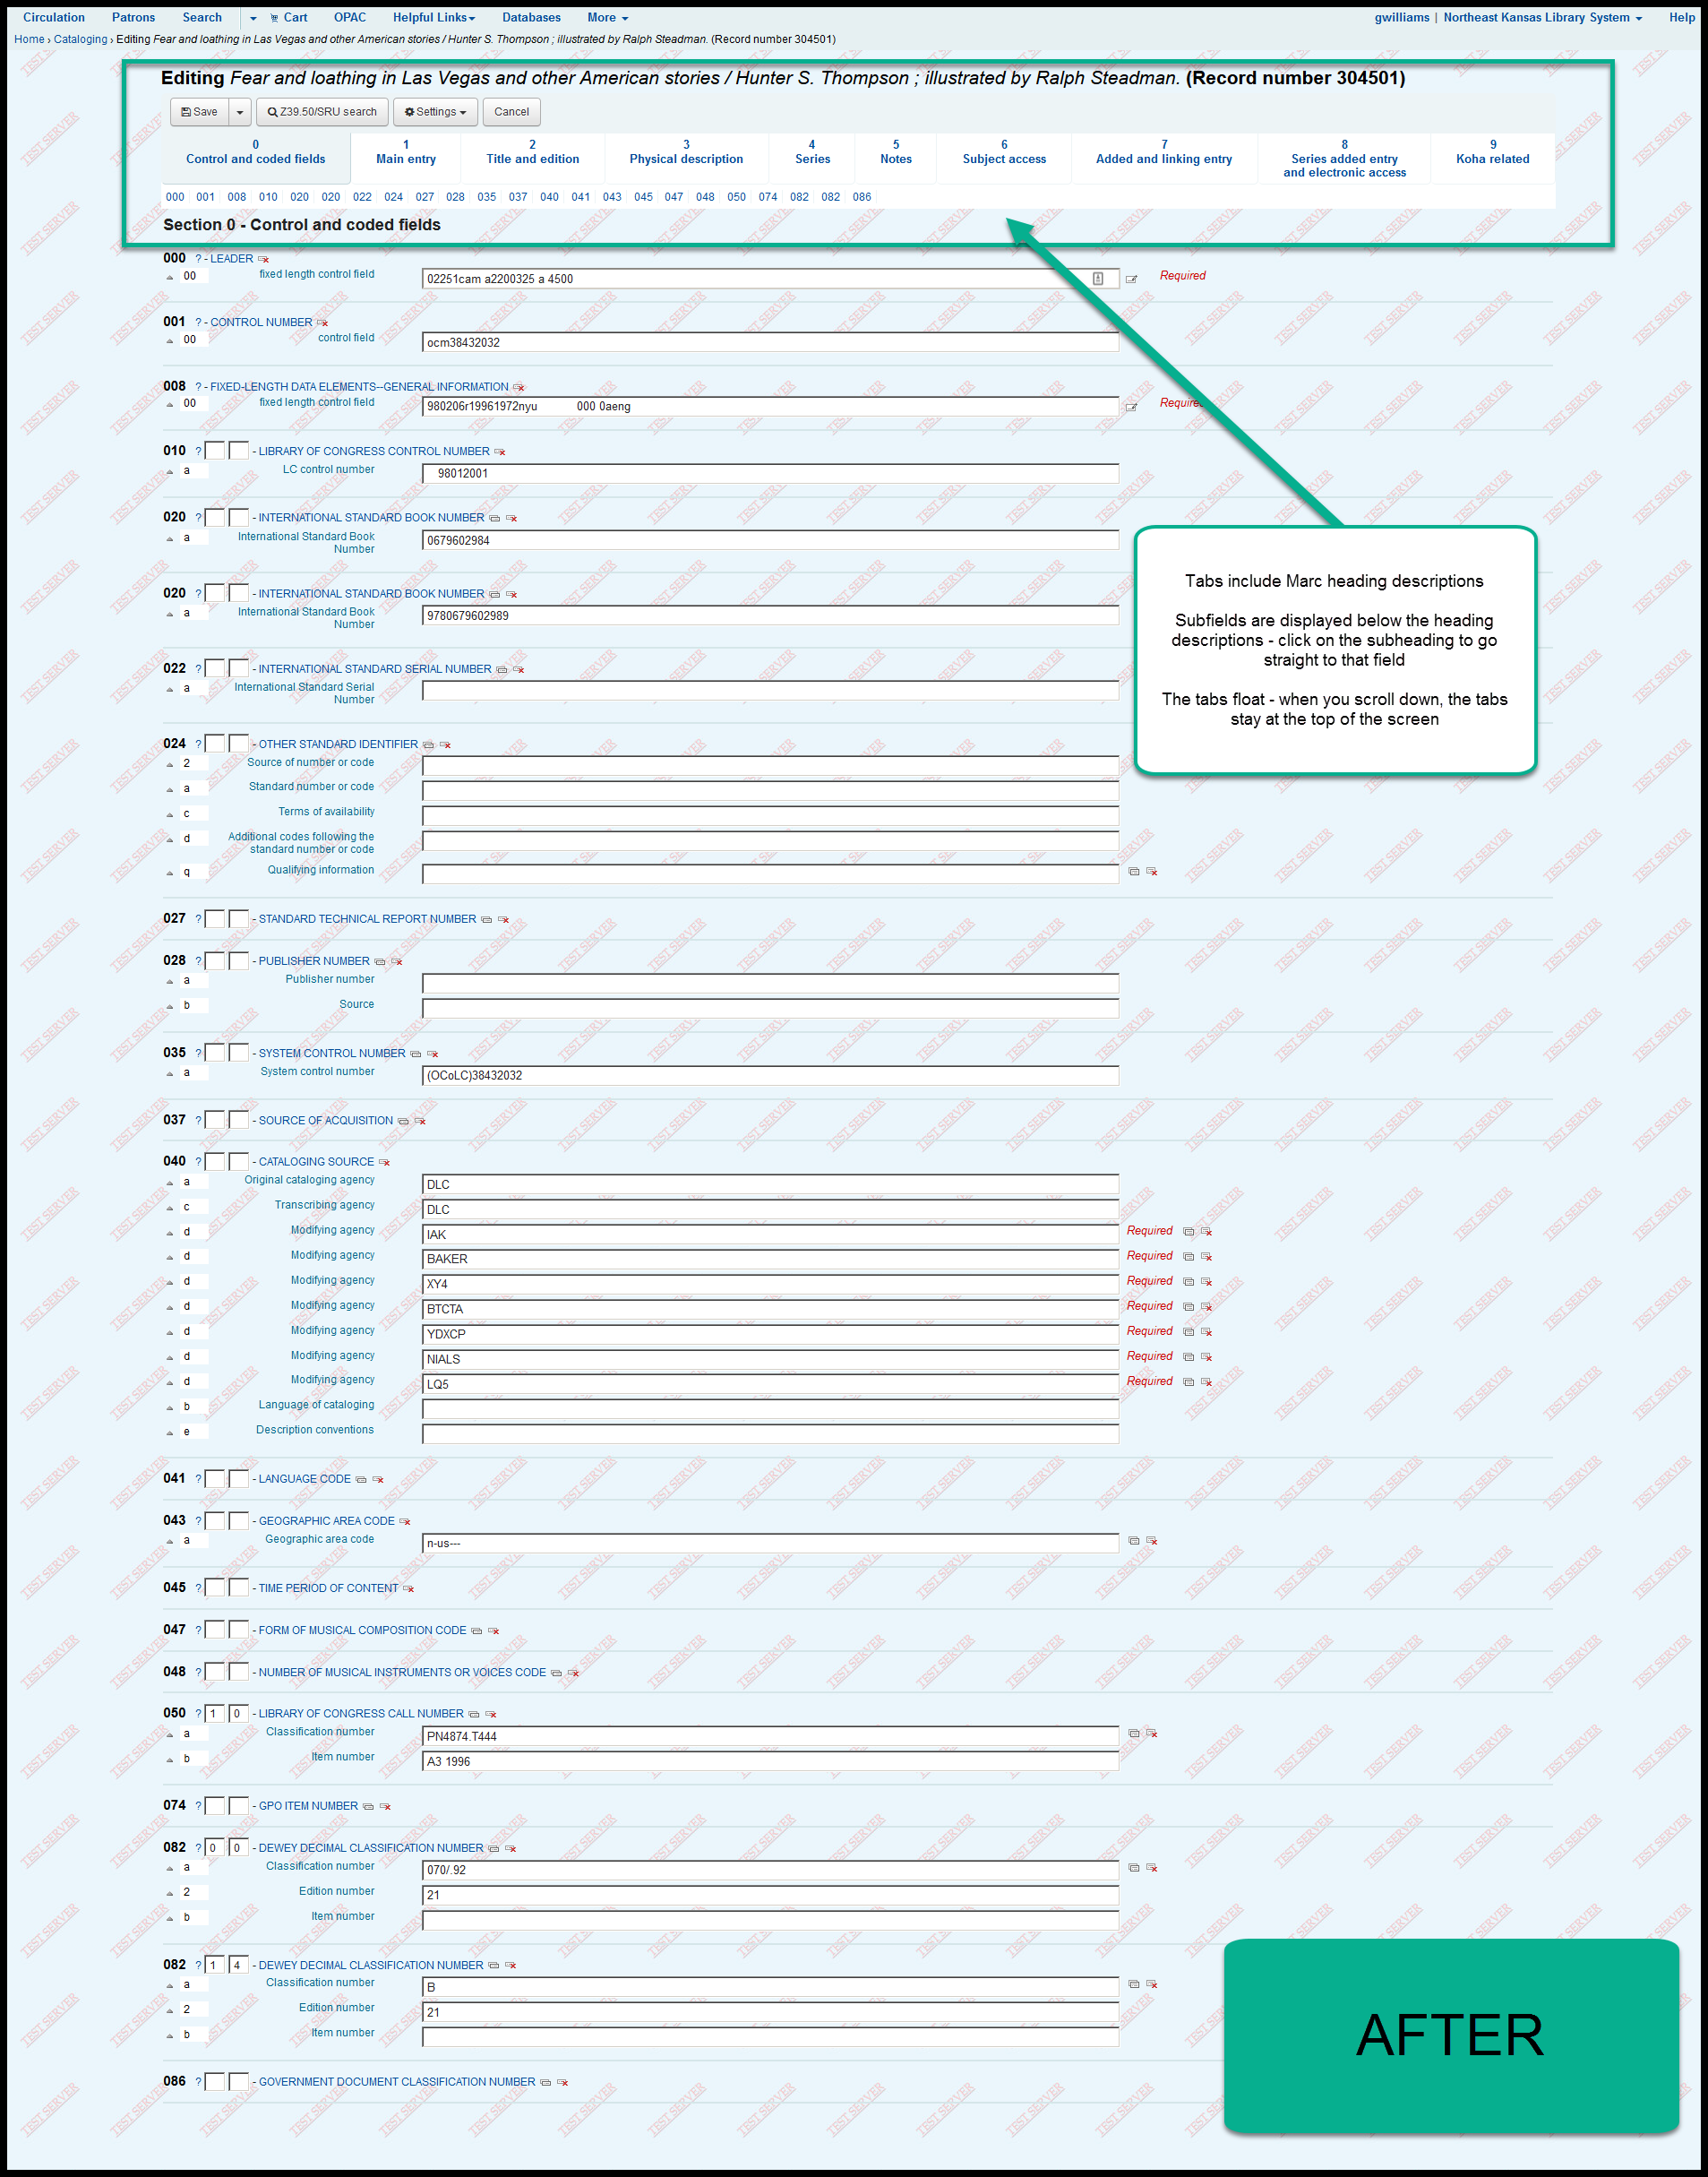 Circulation Patrons Search Cart OPAC Helpful Links Databases More gwilliams | Northeast Kansas Library System Help
Home › Cataloging › Editing Fear and loathing in Las Vegas and other American stories / Hunter S. Thompson ; illustrated by Ralph Steadman. (Record number 304501)
Editing Fear and loathing in Las Vegas and other American stories / Hunter S. Thompson ; illustrated by Ralph Steadman. (Record number 304501)
Save Z39.50/SRU search Settings Cancel
0 1 2 3 4 5 6 7 8 9
Control and coded fields Main entry Title and edition Physical description Series Notes Subject access Added and linking entry Series added entry Koha related
and electronic access
000 001 008 010 020 020 022 024 027 028 035 037 040 041 043 045 047 048 050 074 082 082 086
Section 0 - Control and coded fields
000 ? - LEADER
00 fixed length control field 02251cam a2200325 a 4500 Required
001 ? - CONTROL NUMBER
00 control field ocm38432032
008 ? - FIXED-LENGTH DATA ELEMENTS--GENERAL INFORMATION
00 fixed length control field 980206r19961972nyu 000 0aeng Required
010 ? - LIBRARY OF CONGRESS CONTROL NUMBER
a LC control number 98012001
020 ? - INTERNATIONAL STANDARD BOOK NUMBER
a International Standard Book 0679602984
Number
020 ? - INTERNATIONAL STANDARD BOOK NUMBER
a International Standard Book 9780679602989
Number
022 ? - INTERNATIONAL STANDARD SERIAL NUMBER
a International Standard Serial
Number
Tabs include Marc heading descriptions
Subfields are displayed below the heading
descriptions - click on the subheading to go
straight to that field
The tabs float - when you scroll down, the tabs
stay at the top of the screen
024 ? - OTHER STANDARD IDENTIFIER
2 Source of number or code
a Standard number or code
c Terms of availability
d Additional codes following the
standard number or code
q Qualifying information
027 ? - STANDARD TECHNICAL REPORT NUMBER
028 ? - PUBLISHER NUMBER
a Publisher number
b Source
035 ? - SYSTEM CONTROL NUMBER
a System control number (OCoLC)38432032
037 ? - SOURCE OF ACQUISITION
040 ? - CATALOGING SOURCE
a Original cataloging agency DLC
c Transcribing agency DLC
d Modifying agency IAK Required
d Modifying agency BAKER Required
d Modifying agency XY4 Required
d Modifying agency BTCTA Required
d Modifying agency YDXCP Required
d Modifying agency NIALS Required
d Modifying agency LQ5 Required
b Language of cataloging
e Description conventions
041 ? - LANGUAGE CODE
043 ? - GEOGRAPHIC AREA CODE
a Geographic area code n-us---
045 ? - TIME PERIOD OF CONTENT
047 ? - FORM OF MUSICAL COMPOSITION CODE
048 ? - NUMBER OF MUSICAL INSTRUMENTS OR VOICES CODE
050 ? 1 0 - LIBRARY OF CONGRESS CALL NUMBER
a Classification number PN4874.T444
b Item number A3 1996
074 ? - GPO ITEM NUMBER
082 ? 0 0 - DEWEY DECIMAL CLASSIFICATION NUMBER
a Classification number 070/.92
2 Edition number 21
b Item number
082 ? 1 4 - DEWEY DECIMAL CLASSIFICATION NUMBER
a Classification number B
2 Edition number 21
b Item number
086 ? - GOVERNMENT DOCUMENT CLASSIFICATION NUMBER
AFTER
TEST SERVER